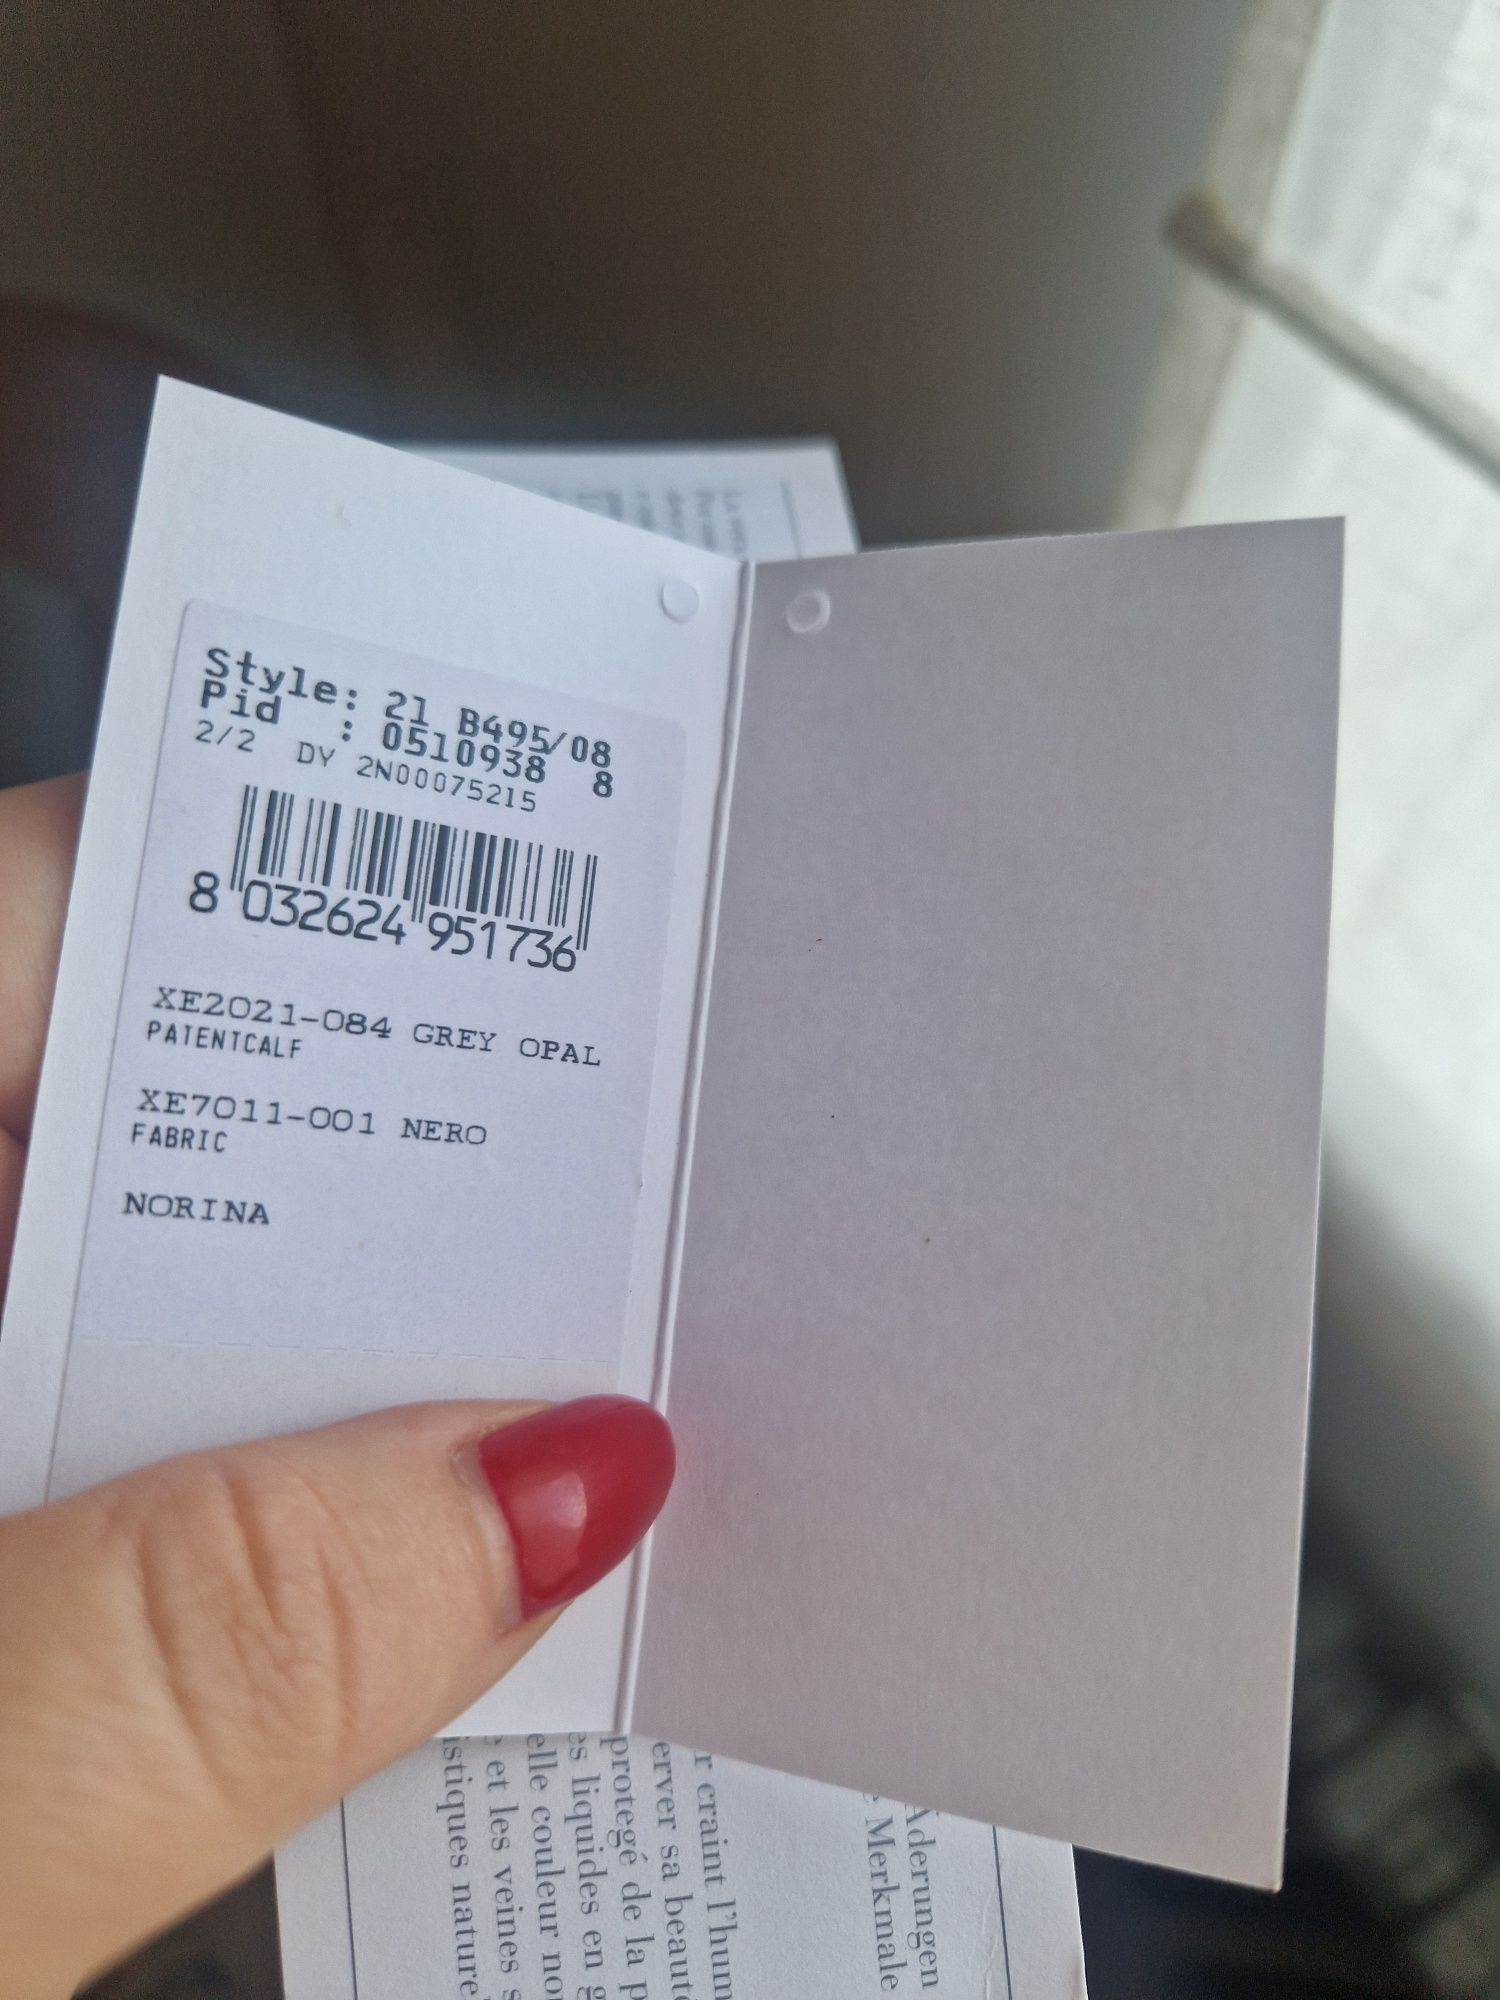 Style: 21 B495/08
Pid : 0510938 8
2/2 DY 2N00075215
8 032624 951736
XE2021-084 GREY OPAL
PATENTCALF
XE7011-001 NERO
FABRIC
NORINA
Aderungen
Merkmale
r craint l'hum
erver sa beaut
protegé de la p
es liquides en g
elle couleur no
et les veines s
istiques nature